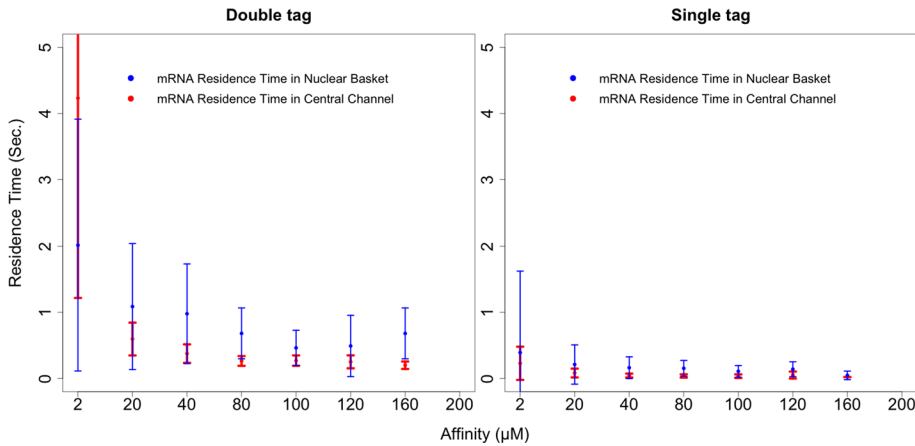 Double tag
Single tag
Residence Time (Sec.)
5
4
3
2
1
0
mRNA Residence Time in Nuclear Basket
mRNA Residence Time in Central Channel
2 20 40 80 100 120 160 200
5
4
3
2
1
0
mRNA Residence Time in Nuclear Basket
mRNA Residence Time in Central Channel
2 20 40 80 100 120 160 200
Affinity (µM)